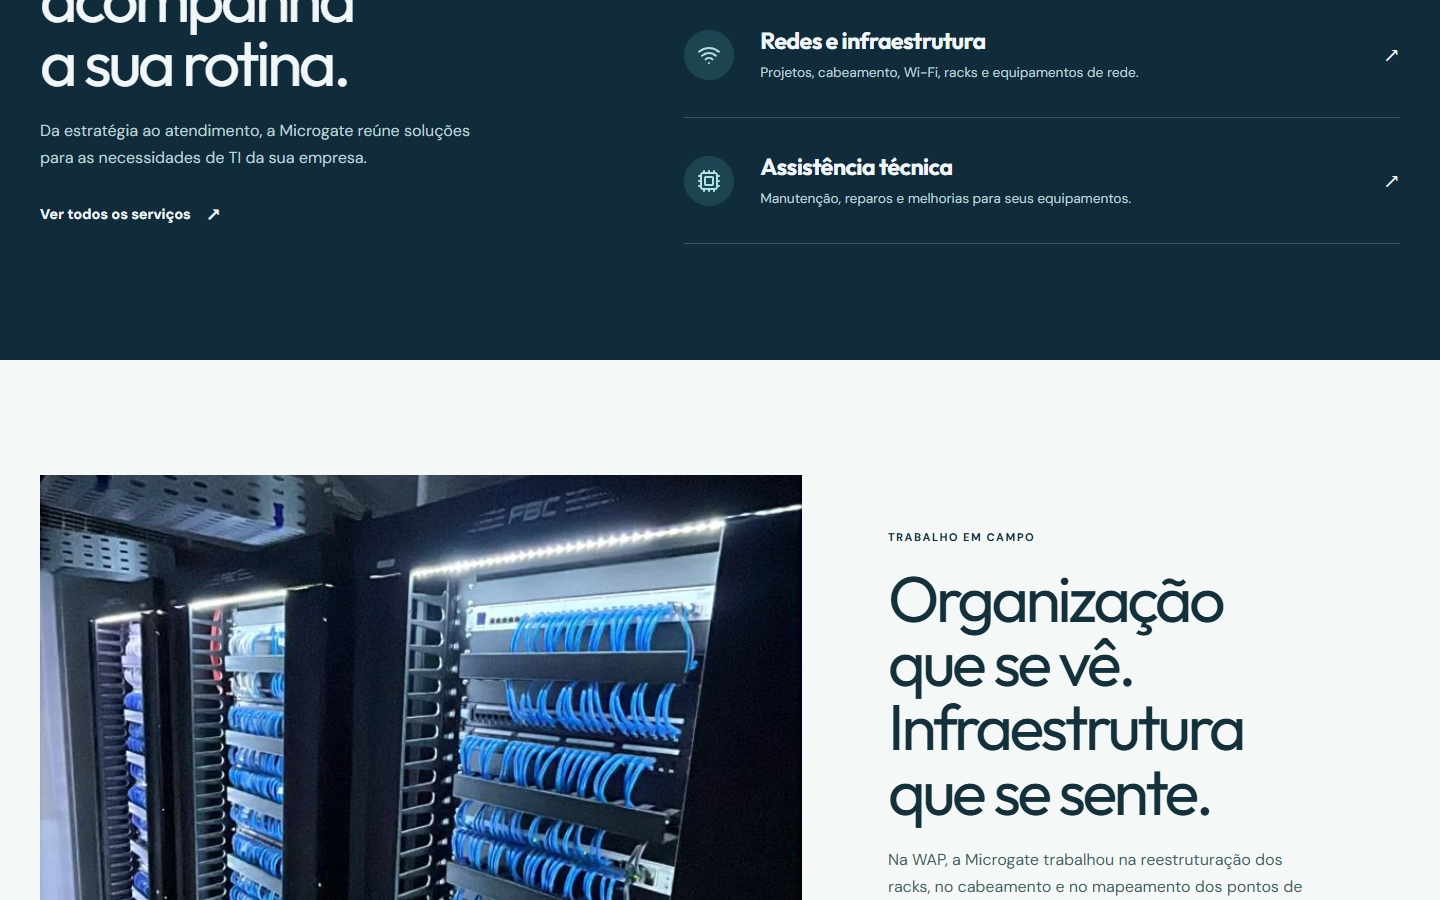 acompanha
a sua rotina.
Da estratégia ao atendimento, a Microgate reúne soluções
para as necessidades de TI da sua empresa.
Ver todos os serviços
Redes e infraestrutura
Projetos, cabeamento, Wi-Fi, racks e equipamentos de rede.
Assistência técnica
Manutenção, reparos e melhorias para seus equipamentos.
FBC
FBC
TRABALHO EM CAMPO
Organização
que se vê.
Infraestrutura
que se sente.
Na WAP, a Microgate trabalhou na reestruturação dos
racks, no cabeamento e no mapeamento dos pontos de